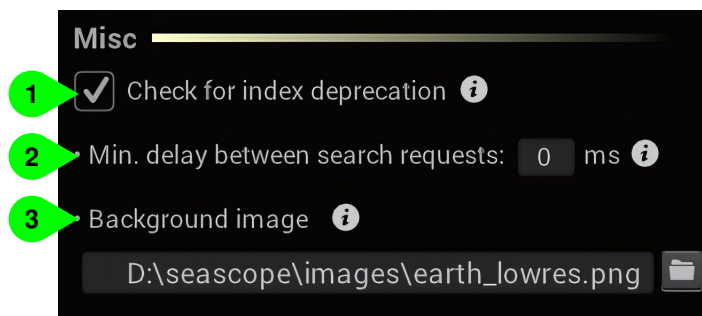 Misc
1 Check for index deprecation i
2 Min. delay between search requests: 0 ms i
3 Background image i
D:\seascope\images\earth_lowres.png